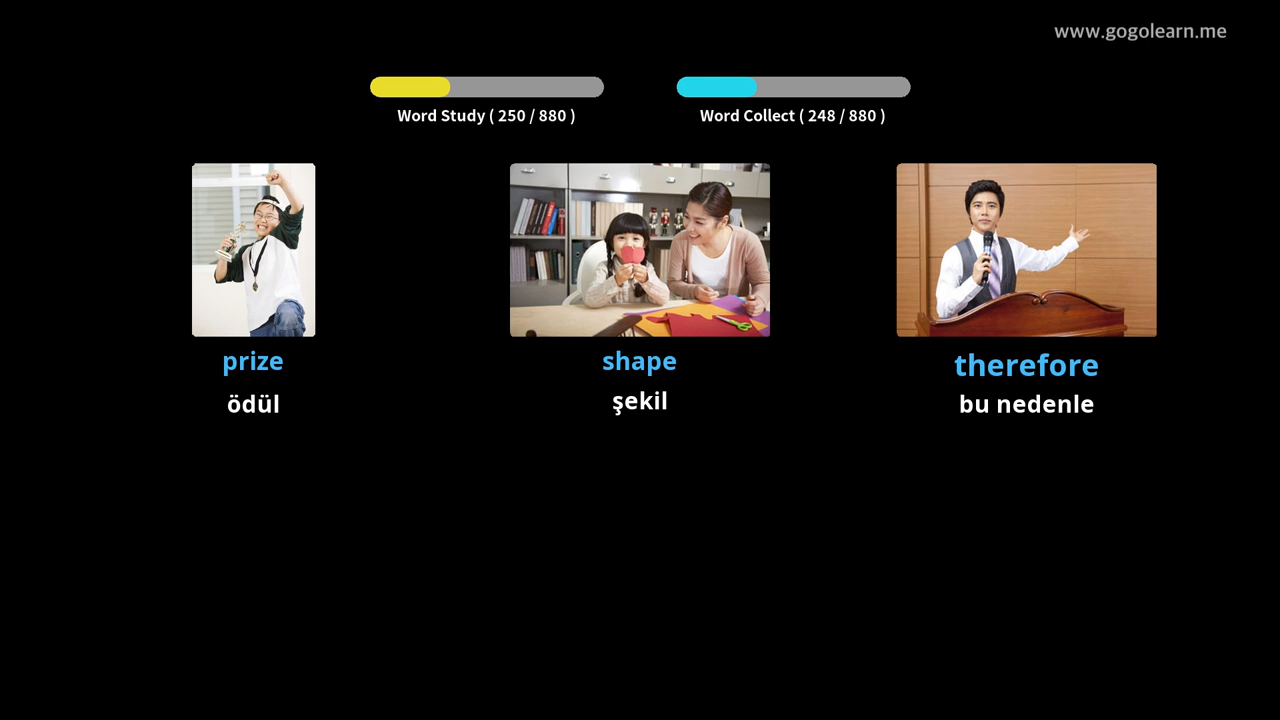 www.gogolearn.me
Word Study ( 250 / 880 )
Word Collect ( 248 / 880 )
prize
ödül
shape
şekil
therefore
bu nedenle